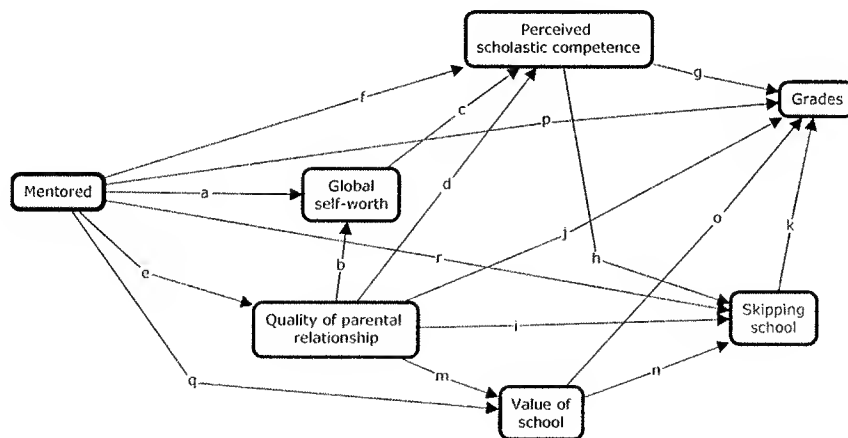 Perceived
scholastic competence
g
Grades
f
c
p
Mentored
a
Global
self-worth
d
o
j
k
r
b
h
e
Quality of parental
relationship
i
Skipping
school
m
n
q
Value of
school